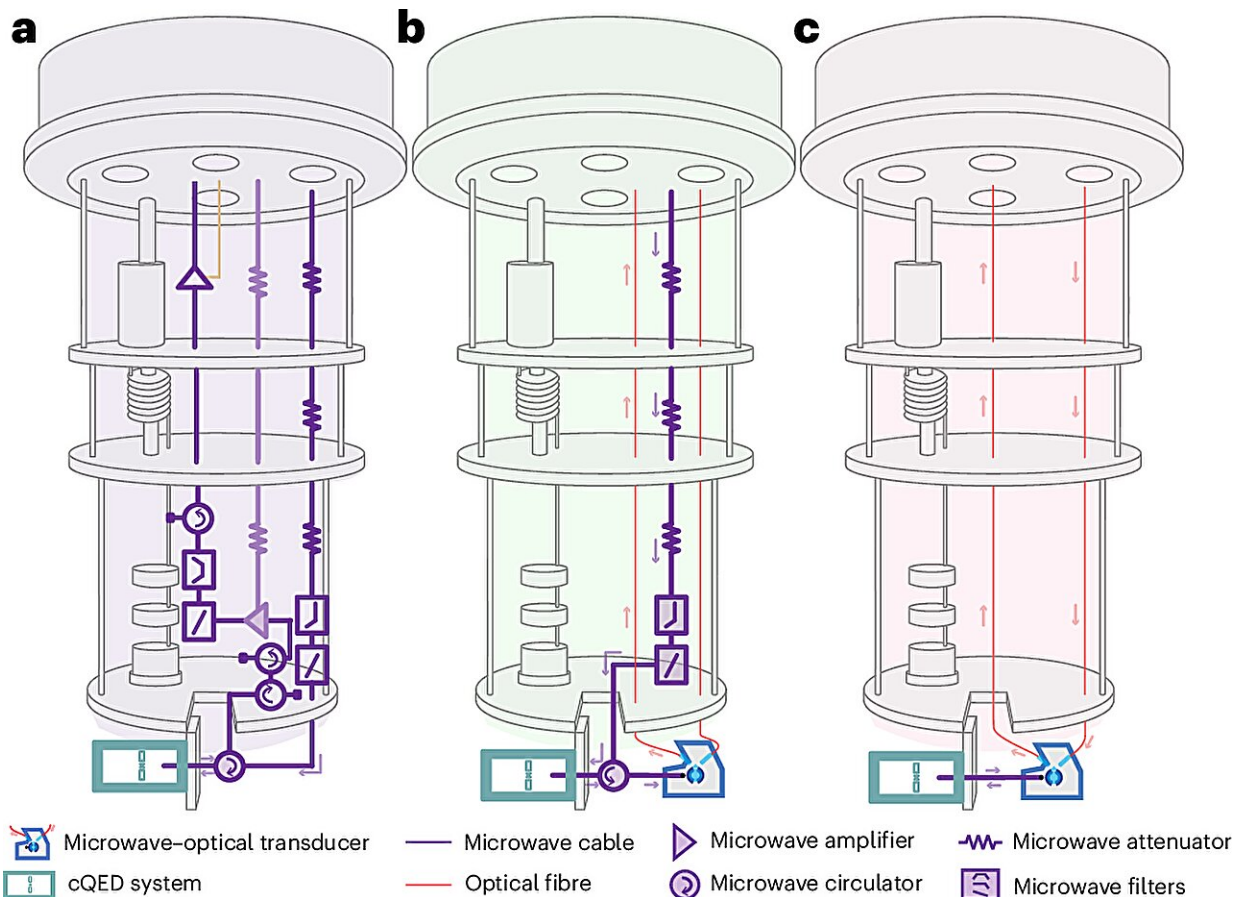 a b c
Microwave–optical transducer Microwave cable Microwave amplifier Microwave attenuator
cQED system Optical fibre Microwave circulator Microwave filters